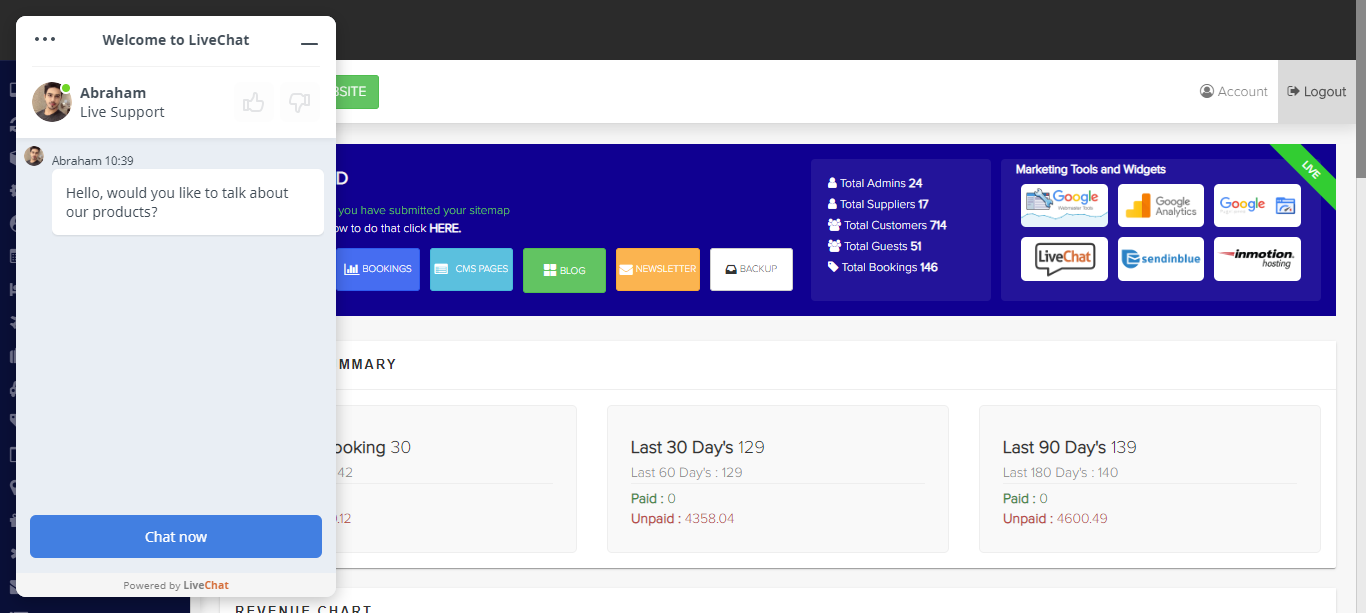 Welcome to LiveChat
Abraham
Live Support
Abraham 10:39
Hello, would you like to talk about
our products?
Chat now
Powered by LiveChat
SITE
Account
Logout
D
you have submitted your sitemap
ow to do that click HERE.
BOOKINGS
CMS PAGES
BLOG
NEWSLETTER
BACKUP
Total Admins 24
Total Suppliers 17
Total Customers 714
Total Guests 51
Total Bookings 146
Marketing Tools and Widgets
LIVE
Google
Webmaster Tools
Google
Analytics
Google
LiveChat
sendinblue
inmotion
hosting
MMARY
ooking 30
42
.12
Last 30 Day's 129
Last 60 Day's : 129
Paid : 0
Unpaid : 4358.04
Last 90 Day's 139
Last 180 Day's : 140
Paid : 0
Unpaid : 4600.49
REVENUE CHART